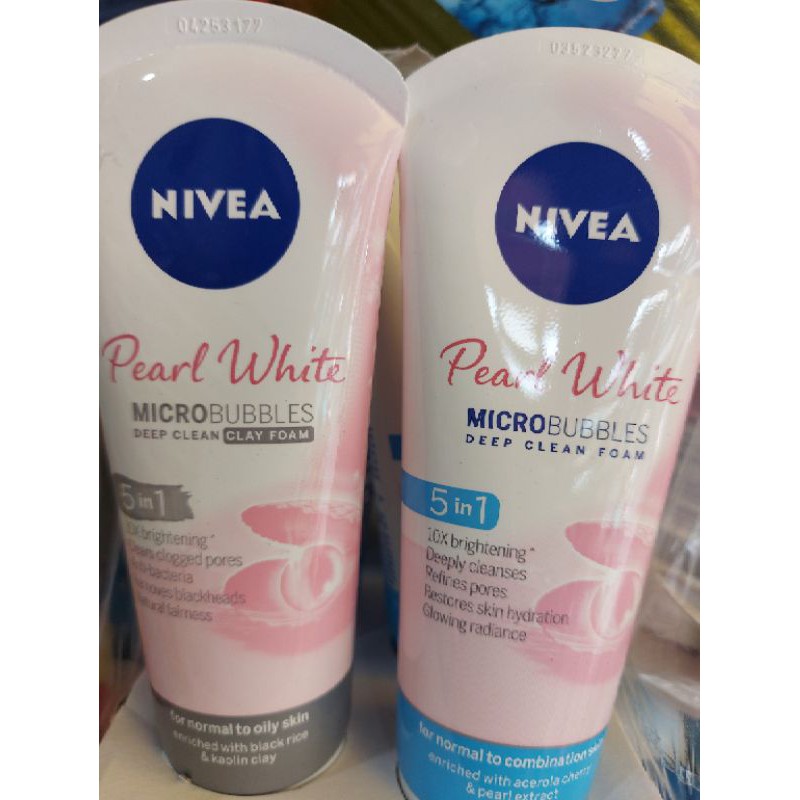 04253177
NIVEA
Pearl White
MICROBUBBLES
DEEP CLEAN CLAY FOAM
5 in 1
10X brightening*
Clears clogged pores
Anti-bacteria
Removes blackheads
Natural fairness
for normal to oily skin
enriched with black rice
& kaolin clay
NIVEA
Pearl White
MICROBUBBLES
DEEP CLEAN FOAM
5 in 1
10X brightening*
Deeply cleanses
Refines pores
Restores skin hydration
Glowing radiance
for normal to combination
enriched with acerola cherry
& pearl extract